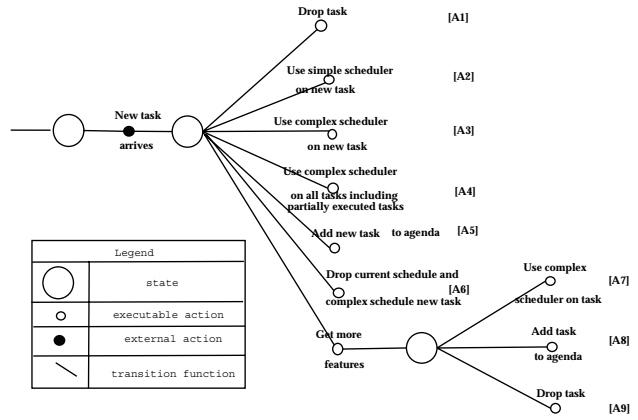 Drop task [A1]
Use simple scheduler [A2]
on new task
New task
arrives
Use complex scheduler [A3]
on new task
Use complex scheduler
on all tasks including [A4]
partially executed tasks
Add new task to agenda [A5]
Drop current schedule and [A6]
complex schedule new task
Get more
features
Use complex [A7]
scheduler on task
Add task [A8]
to agenda
Drop task [A9]
Legend
state
executable action
external action
transition function